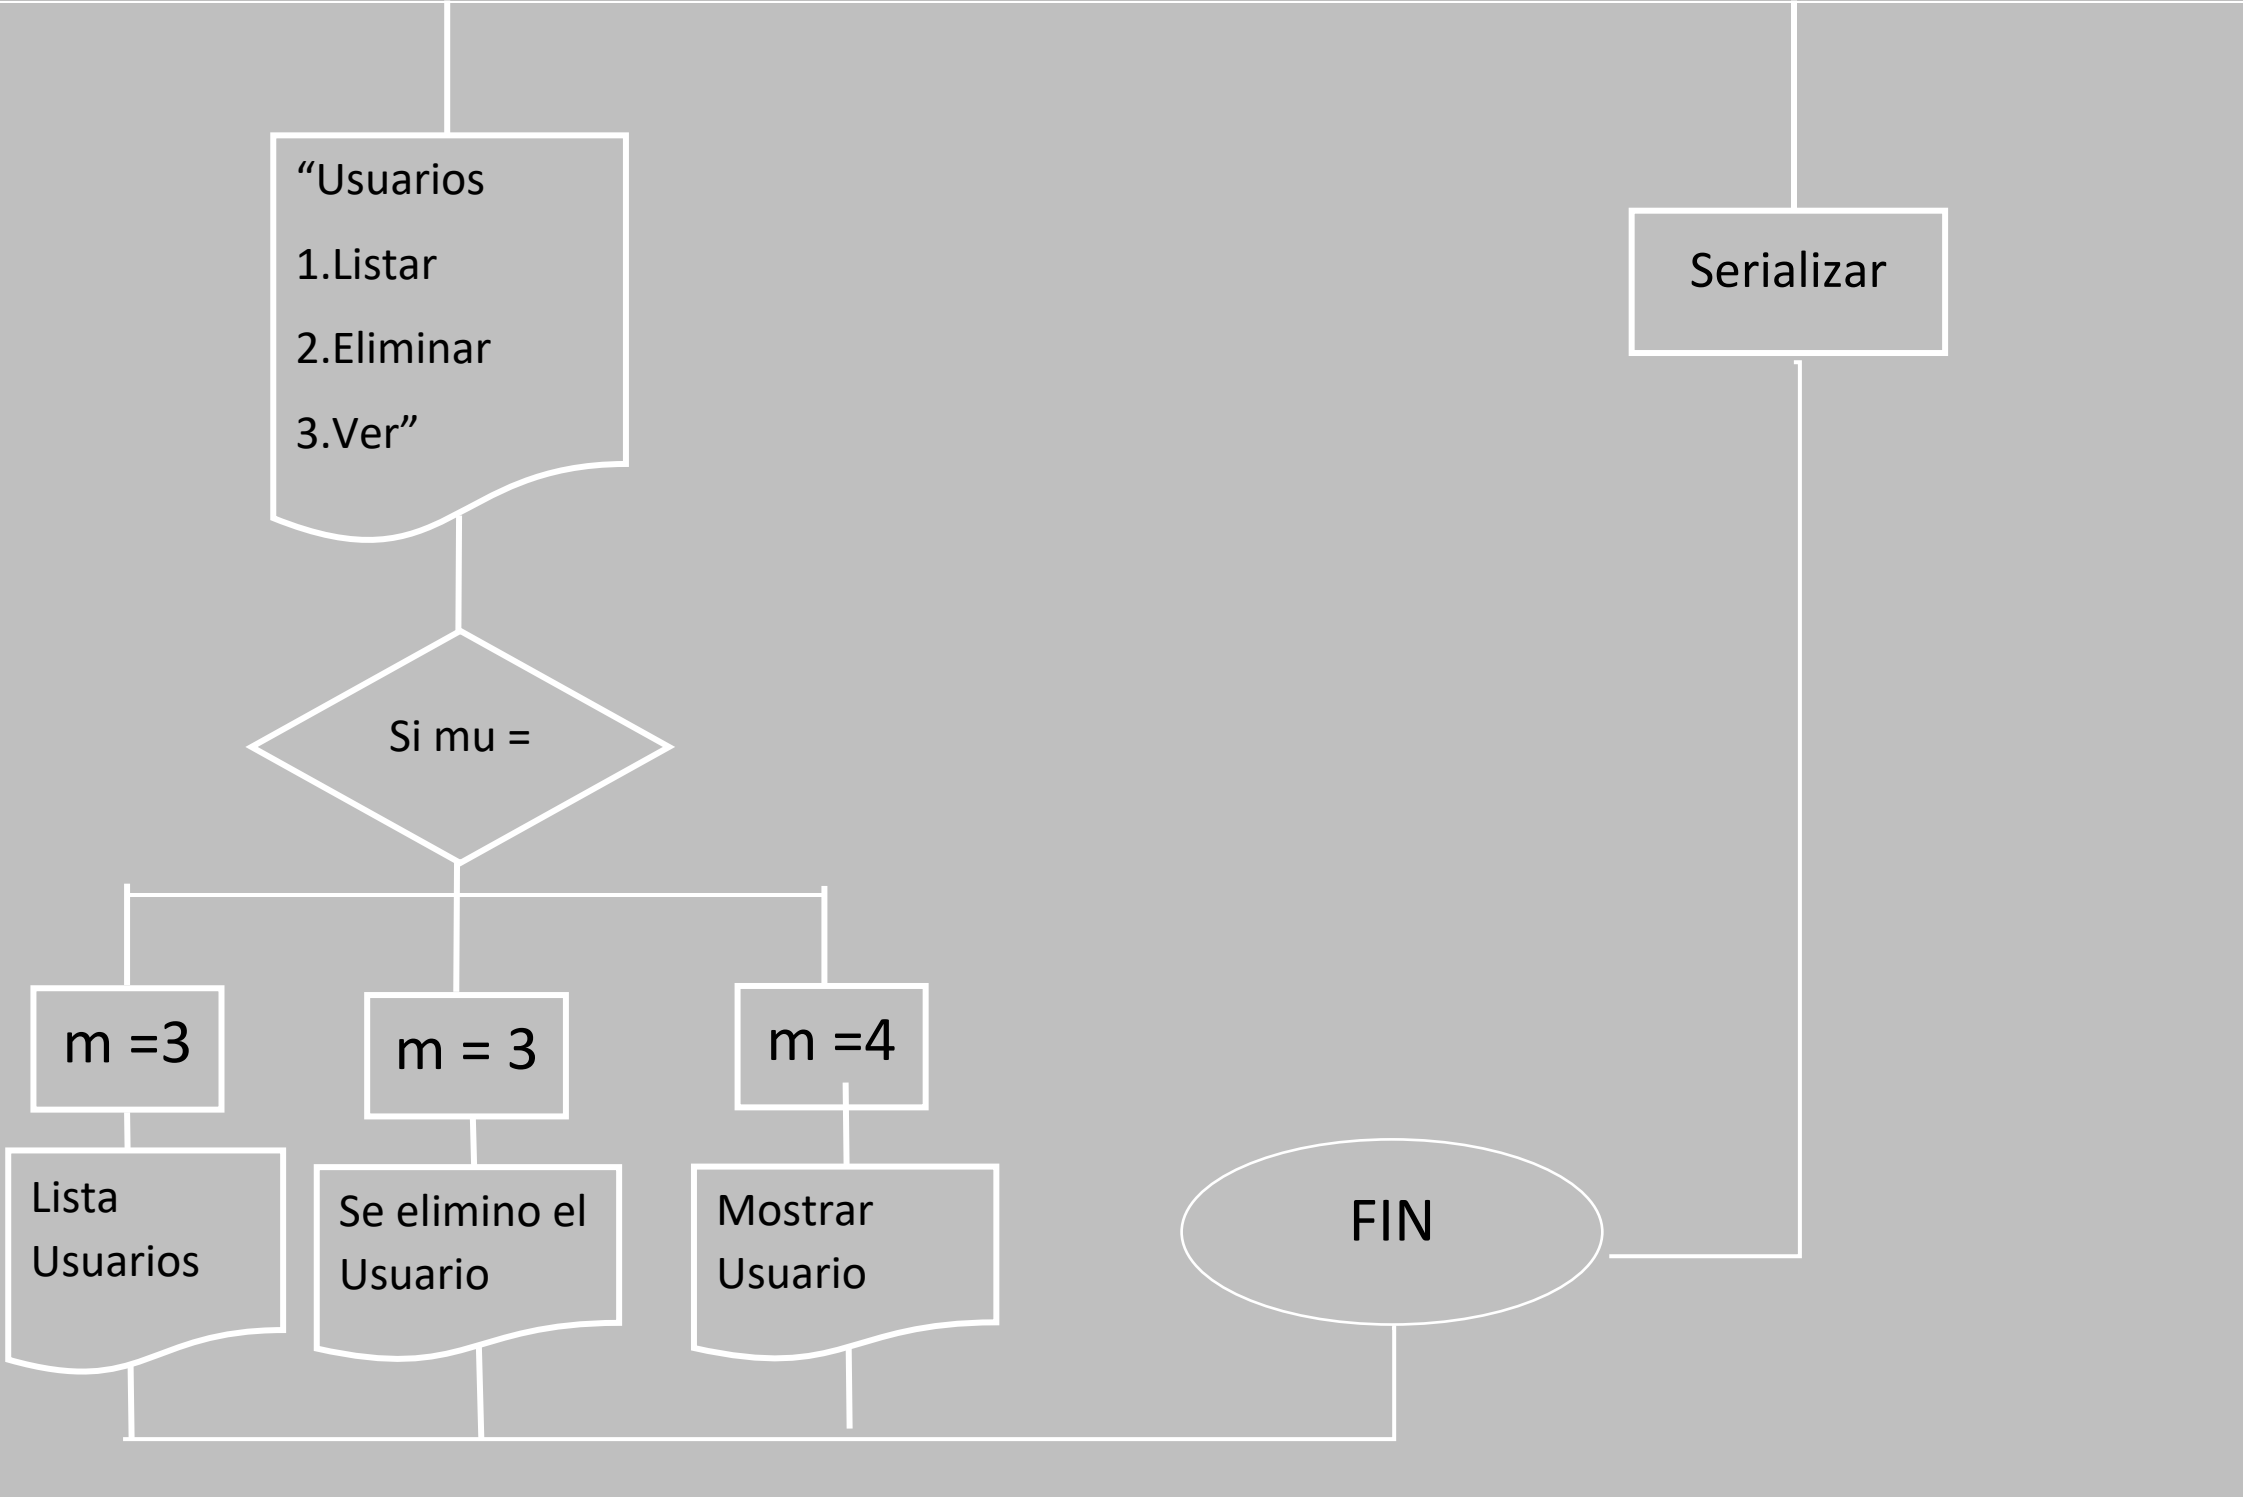 “Usuarios
1.Listar
2.Eliminar
3.Ver”
Serializar
Si mu =
m =3
m = 3
m =4
Lista
Usuarios
Se elimino el
Usuario
Mostrar
Usuario
FIN